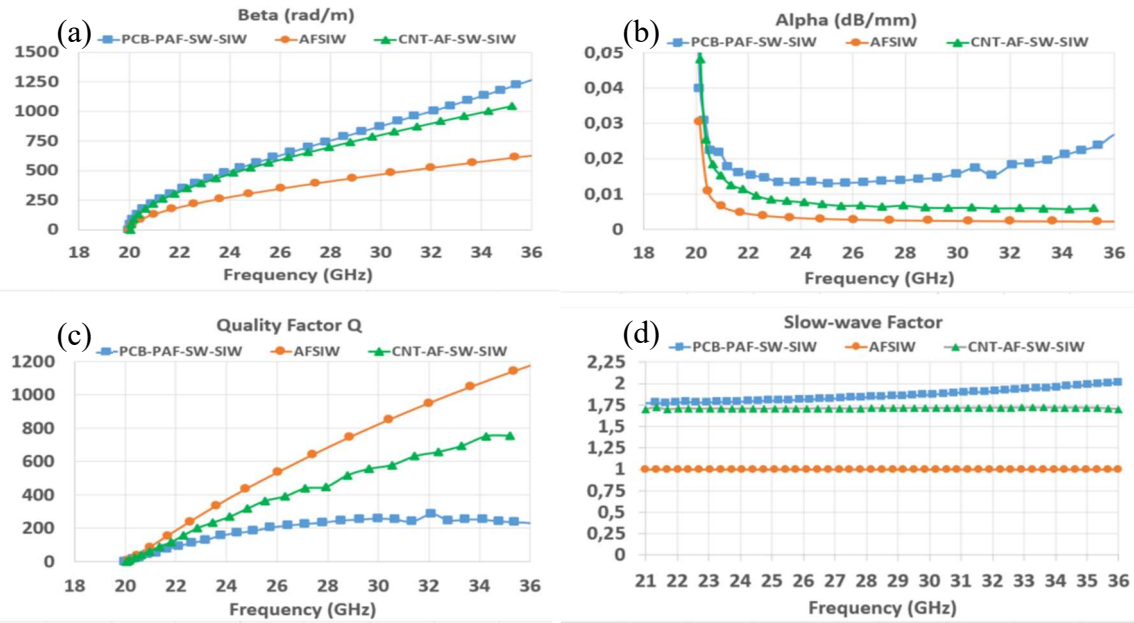 (a)
Beta (rad/m)
PCB-PAF-SW-SIW AFSIW CNT-AF-SW-SIW
1500
1250
1000
750
500
250
0
18 20 22 24 26 28 30 32 34 36
Frequency (GHz)
(b)
Alpha (dB/mm)
PCB-PAF-SW-SIW AFSIW CNT-AF-SW-SIW
0,05
0,04
0,03
0,02
0,01
0
18 20 22 24 26 28 30 32 34 36
Frequency (GHz)
(c)
Quality Factor Q
PCB-PAF-SW-SIW AFSIW CNT-AF-SW-SIW
1200
1000
800
600
400
200
0
18 20 22 24 26 28 30 32 34 36
Frequency (GHz)
(d)
Slow-wave Factor
PCB-PAF-SW-SIW AFSIW CNT-AF-SW-SIW
2,25
2
1,75
1,5
1,25
1
0,75
0,5
0,25
0
21 22 23 24 25 26 27 28 29 30 31 32 33 34 35 36
Frequency (GHz)